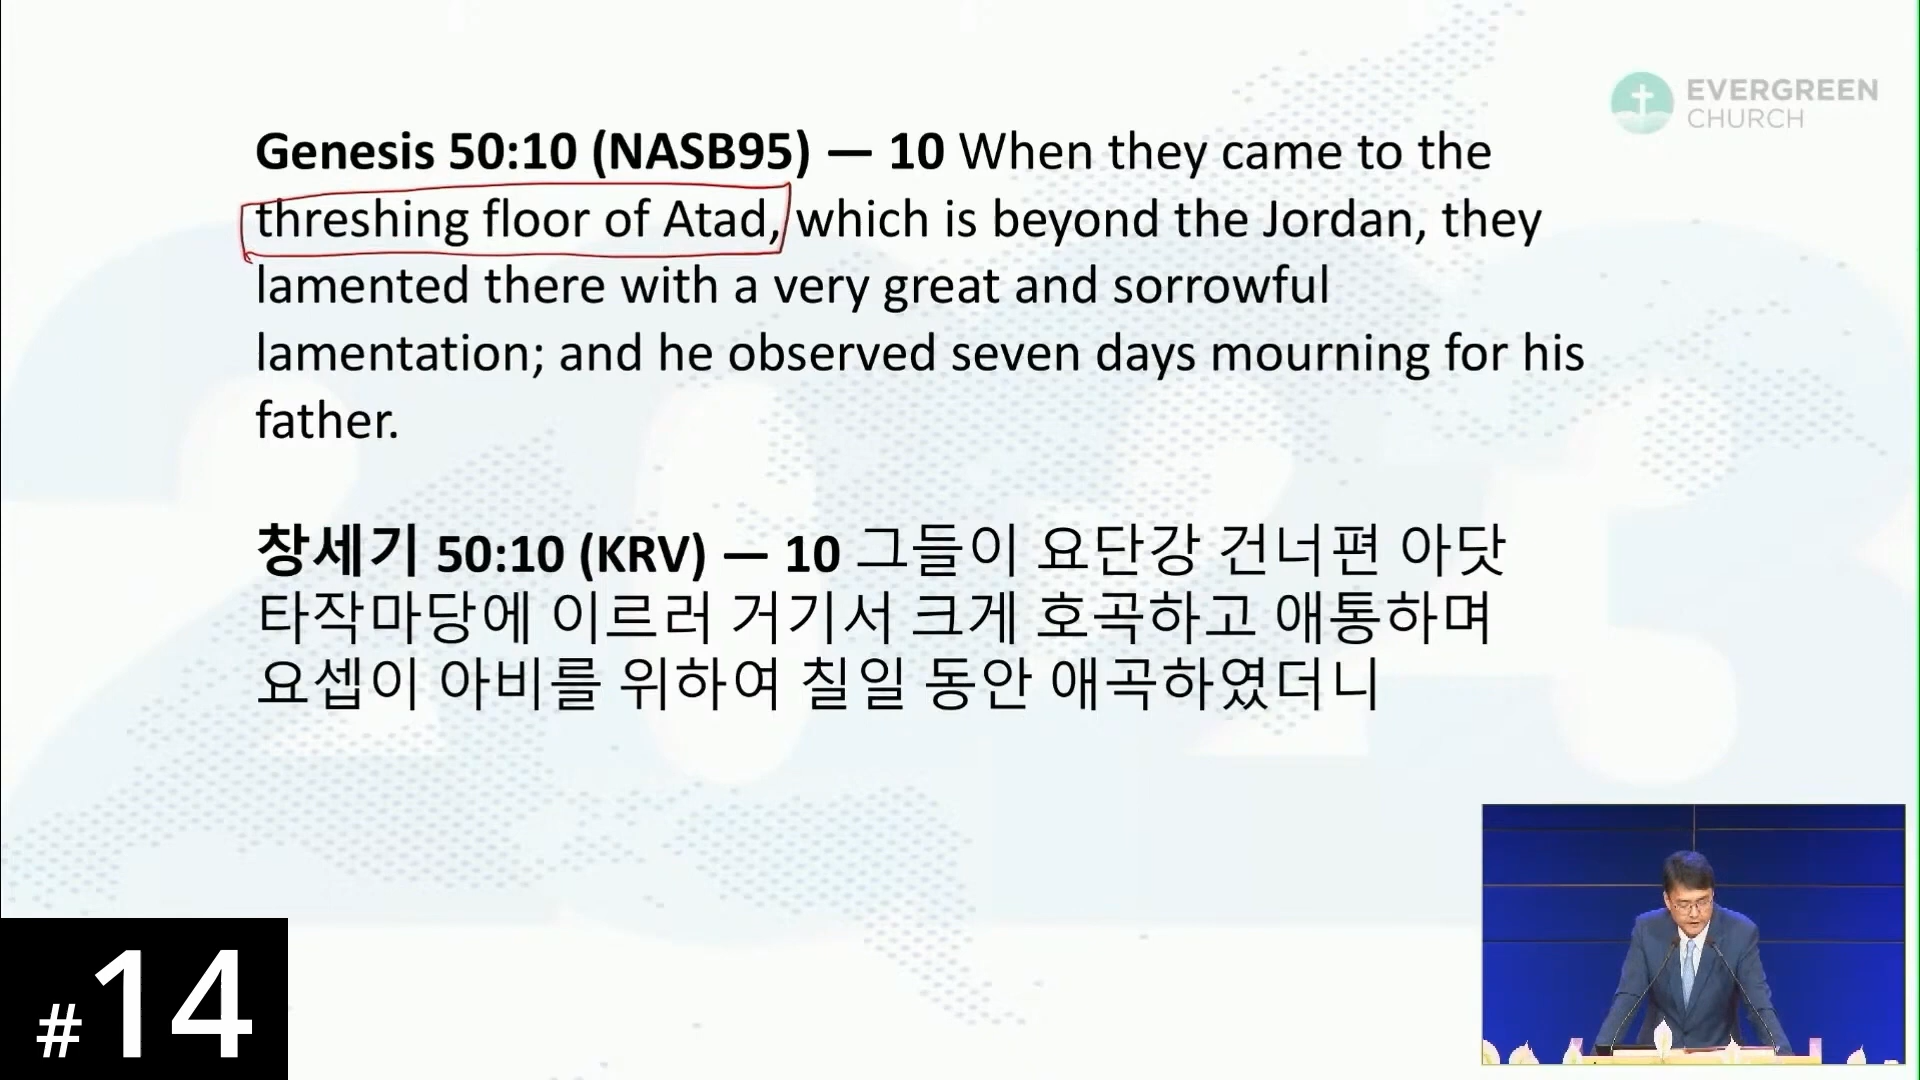 EVERGREEN
CHURCH
Genesis 50:10 (NASB95) — 10 When they came to the
threshing floor of Atad, which is beyond the Jordan, they
lamented there with a very great and sorrowful
lamentation; and he observed seven days mourning for his
father.
창세기 50:10 (KRV) — 10 그들이 요단강 건너편 아닷
타작마당에 이르러 거기서 크게 호곡하고 애통하며
요셉이 아비를 위하여 칠일 동안 애곡하였더니
#14